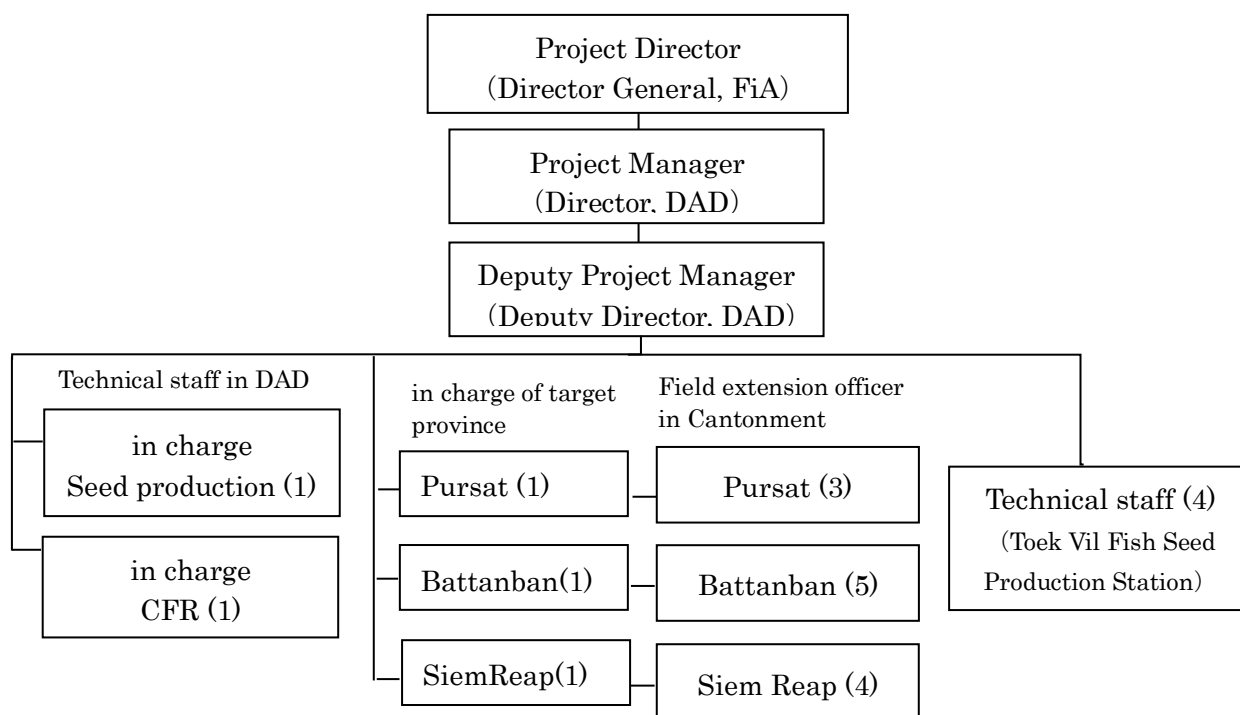 Project Director
(Director General, FiA)
Project Manager
(Director, DAD)
Deputy Project Manager
(Deputy Director, DAD)
Technical staff in DAD
in charge
Seed production (1)
in charge
CFR (1)
in charge of target
province
Pursat (1)
Battanban(1)
SiemReap(1)
Field extension officer
in Cantonment
Pursat (3)
Battanban (5)
Siem Reap (4)
Technical staff (4)
(Toek Vil Fish Seed
Production Station)